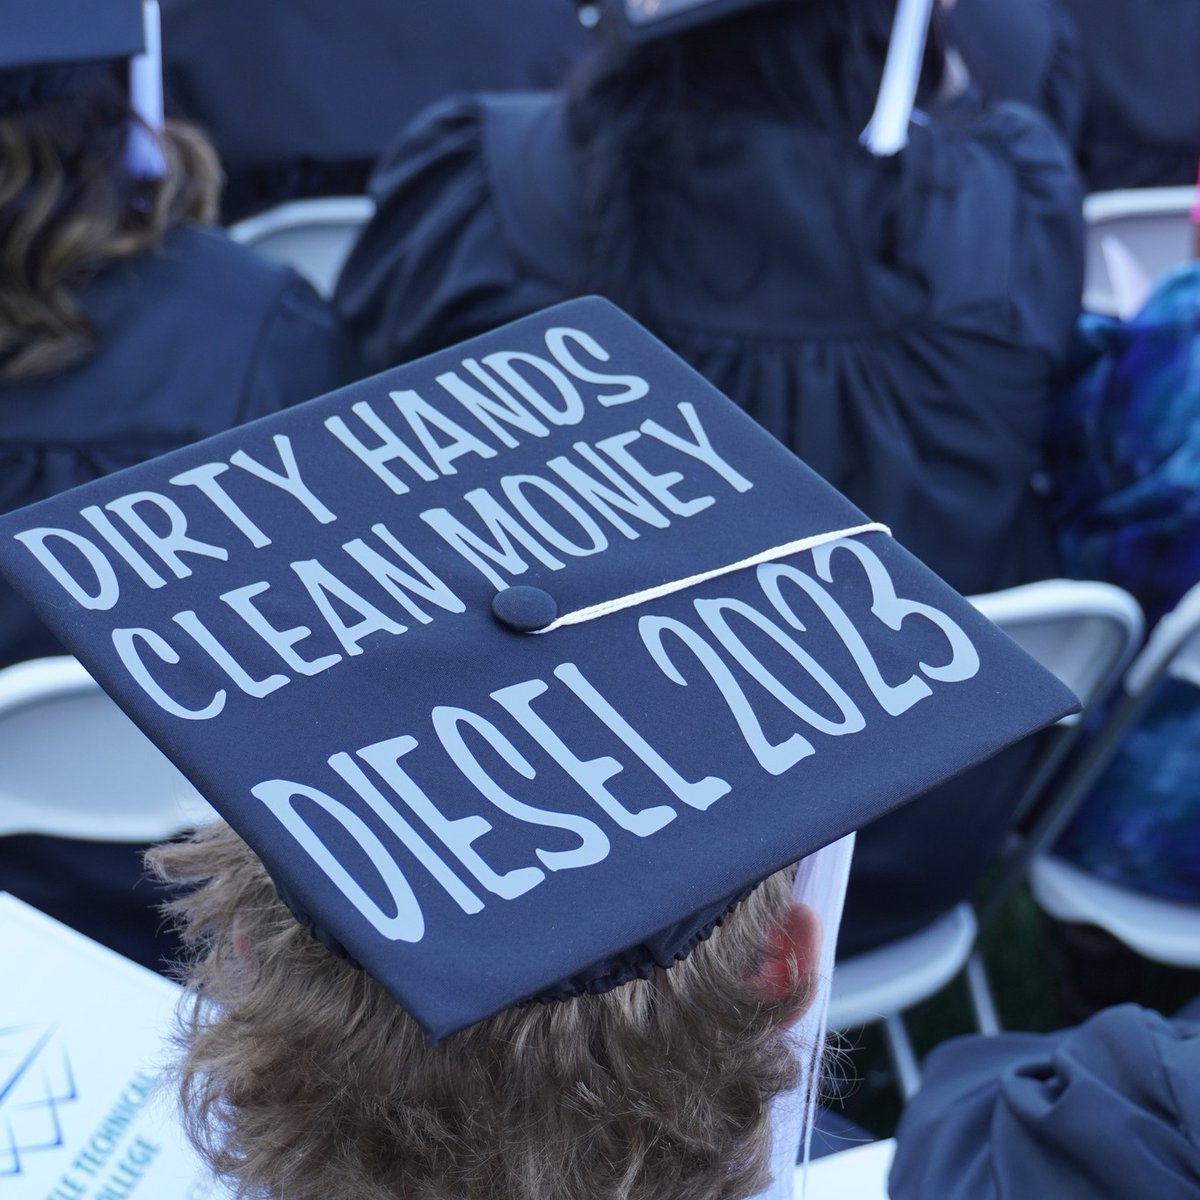 DIRTY HANDS
CLEAN MONEY
DIESEL 2023
TECHNICAL